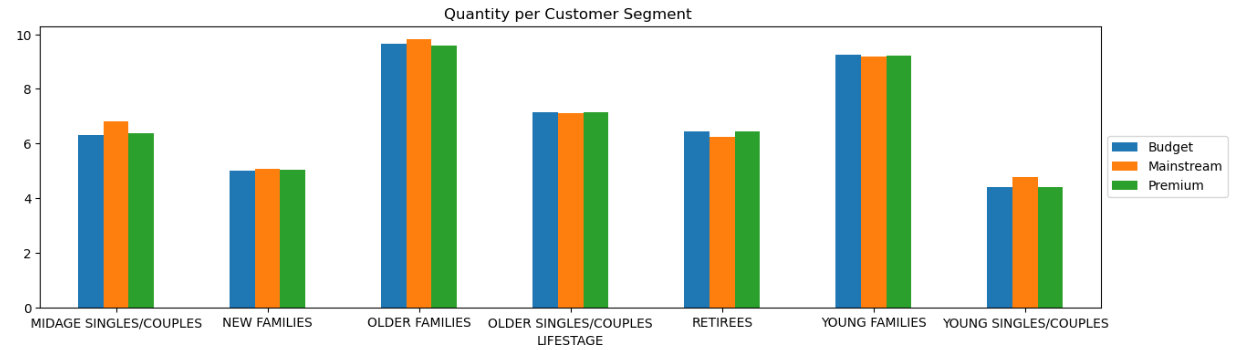 Quantity per Customer Segment
10
8
6
4
2
0
MIDAGE SINGLES/COUPLES
NEW FAMILIES
OLDER FAMILIES
OLDER SINGLES/COUPLES
RETIREES
YOUNG FAMILIES
YOUNG SINGLES/COUPLES
LIFESTAGE
Budget
Mainstream
Premium